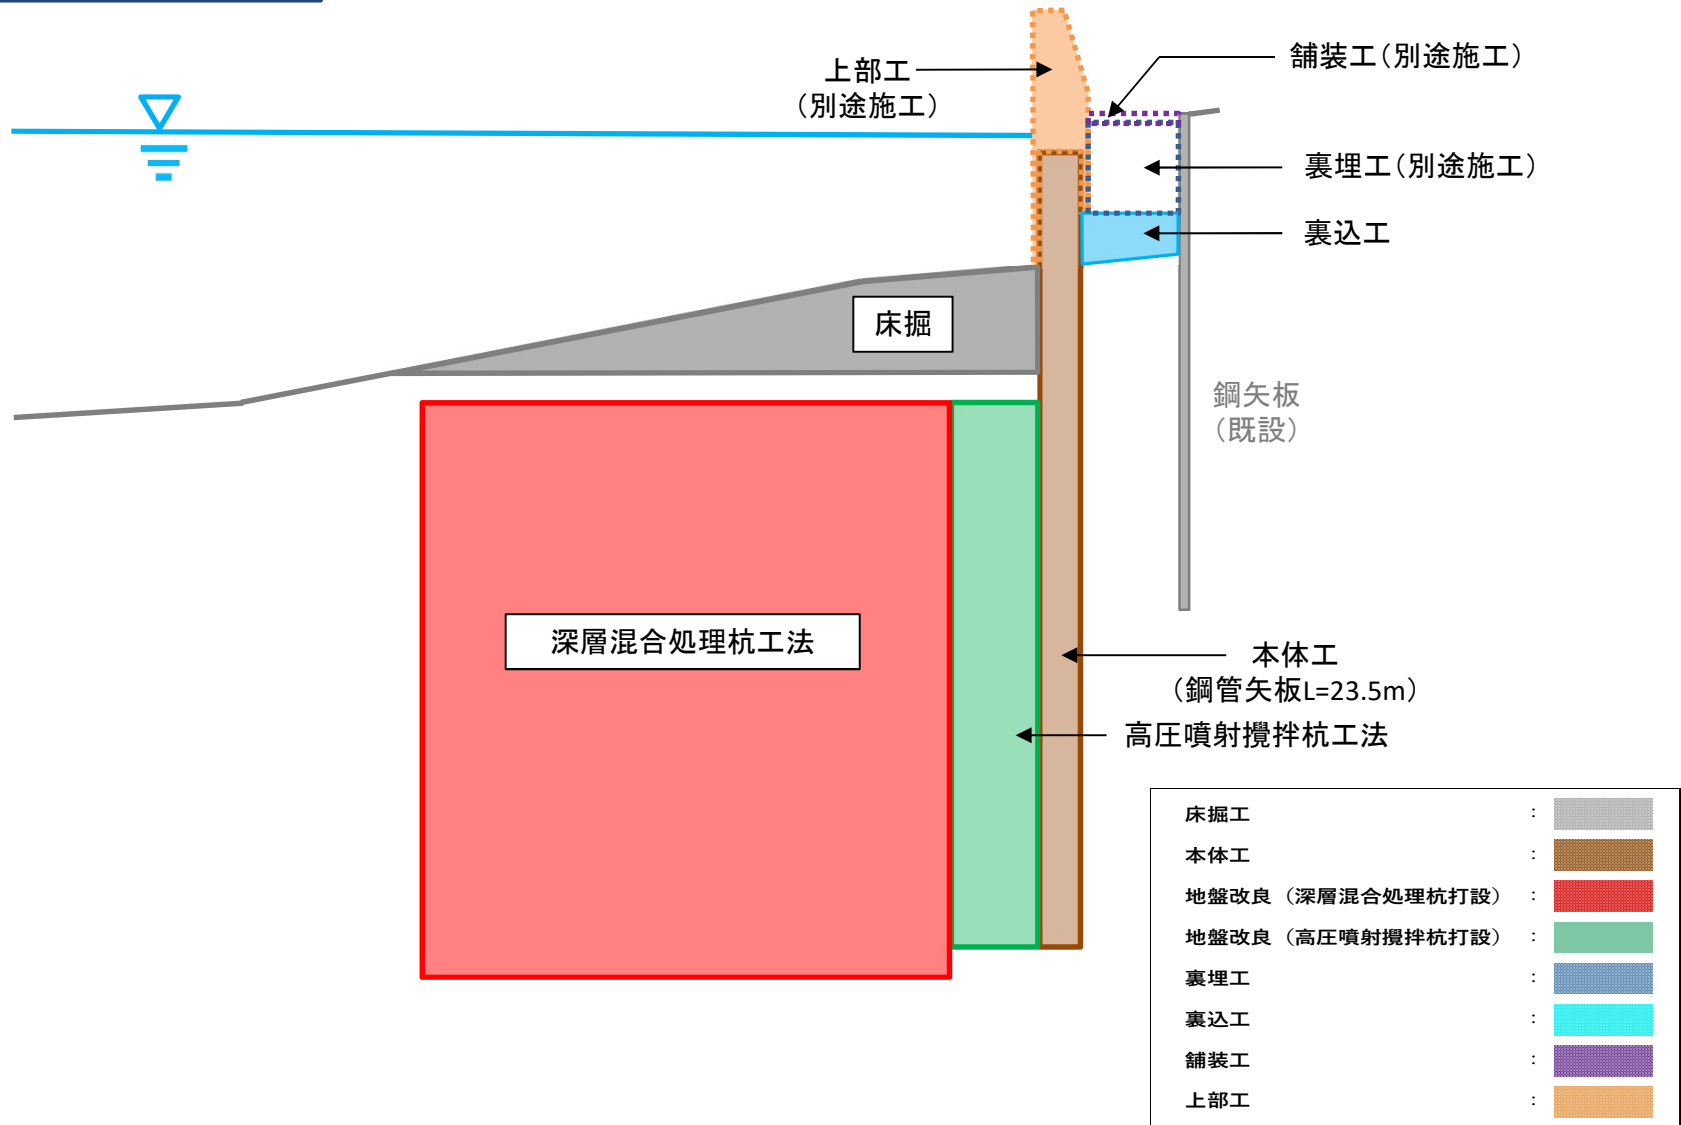 上部工
（別途施工）
舗装工（別途施工）
裏埋工（別途施工）
裏込工
床掘
鋼矢板
（既設）
深層混合処理杭工法
本体工
（鋼管矢板L=23.5m）
高圧噴射攪拌杭工法
床掘工 ：
本体工 ：
地盤改良（深層混合処理杭打設） ：
地盤改良（高圧噴射攪拌杭打設） ：
裏埋工 ：
裏込工 ：
舗装工 ：
上部工 ：